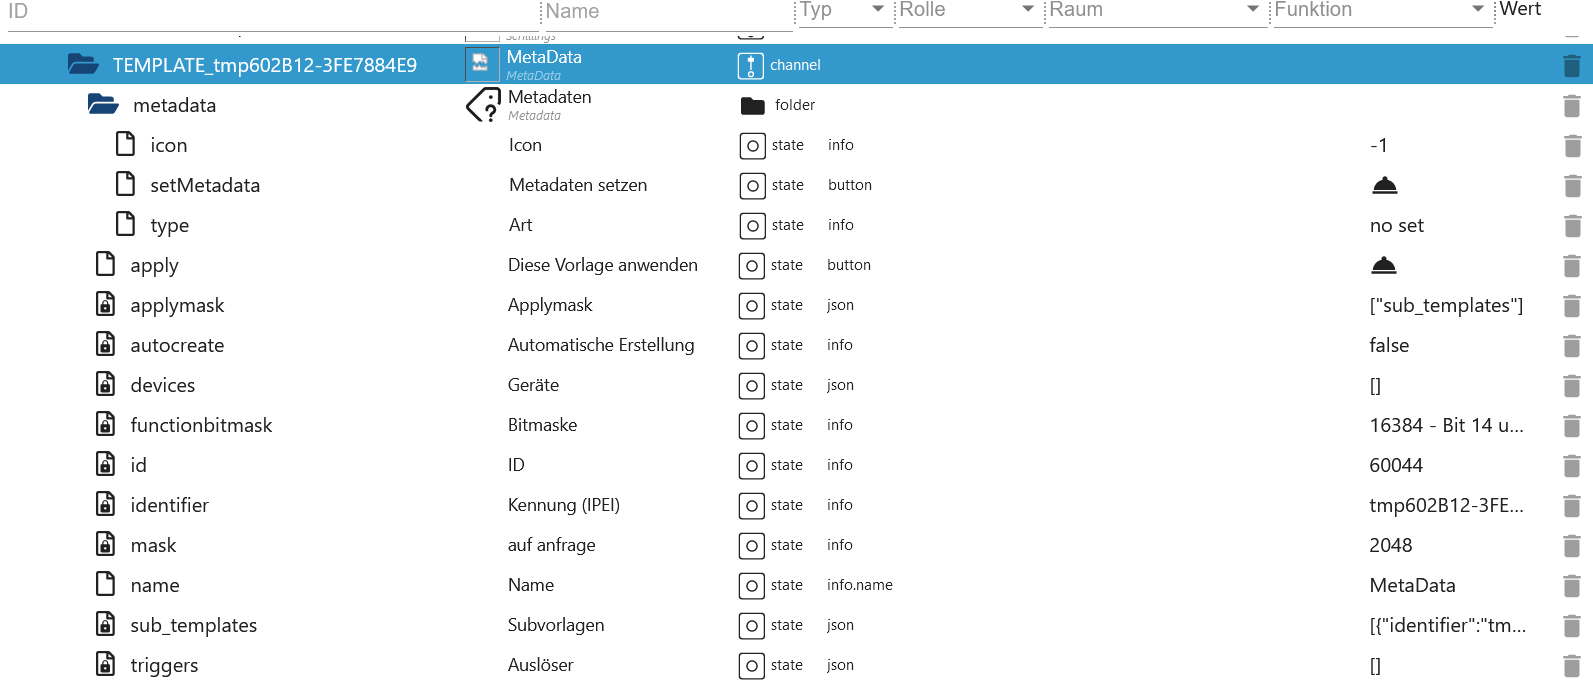 ID Name Typ Rolle Raum Funktion Wert
Schillings
TEMPLATE_tmp602B12-3FE7884E9 MetaData channel
MetaData
metadata Metadaten folder
Metadata
icon Icon state info -1
setMetadata Metadaten setzen state button
type Art state info no set
apply Diese Vorlage anwenden state button
applymask Applymask state json ["sub_templates"]
autocreate Automatische Erstellung state info false
devices Geräte state json []
functionbitmask Bitmaske state info 16384 - Bit 14 u...
id ID state info 60044
identifier Kennung (IPEI) state info tmp602B12-3FE...
mask auf anfrage state info 2048
name Name state info.name MetaData
sub_templates Subvorlagen state json [{"identifier":"tm...
triggers Auslöser state json []